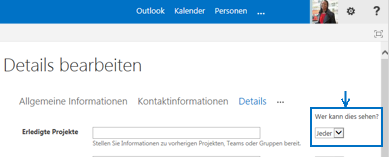 Outlook Kalender Personen ...
Details bearbeiten
Allgemeine Informationen Kontaktinformationen Details ...
Wer kann dies sehen?
Erledigte Projekte
Jeder
Stellen Sie Informationen zu vorherigen Projekten, Teams oder Gruppen bereit.